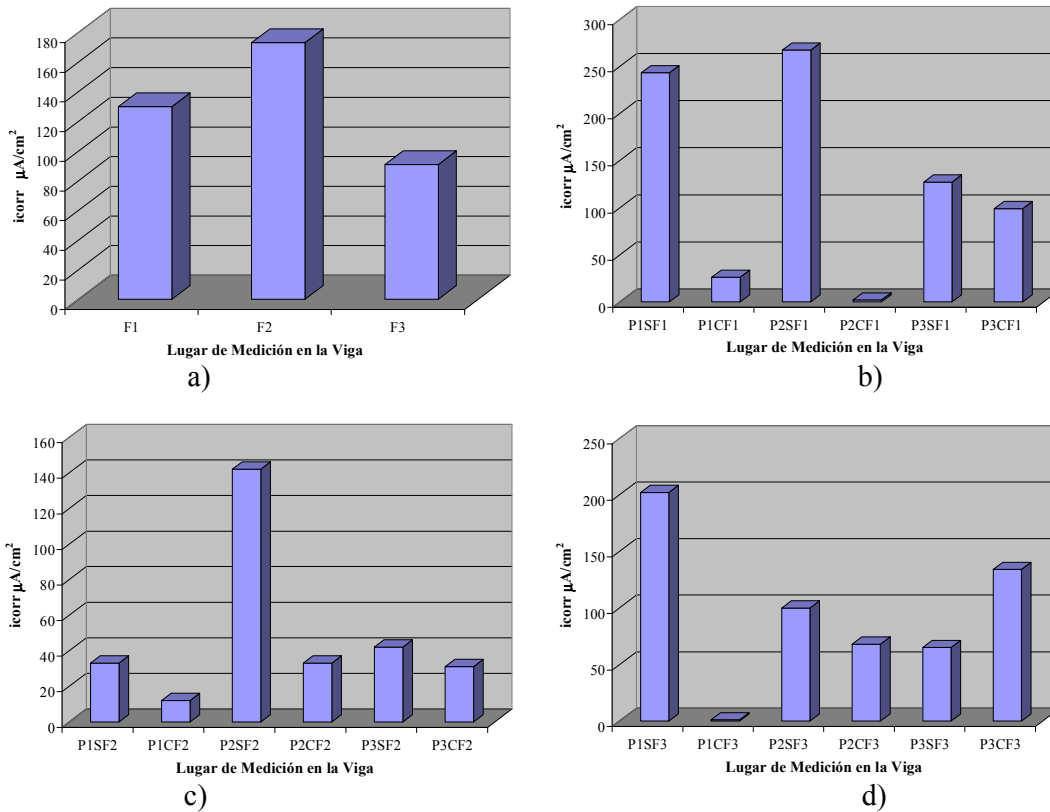 180
160
140
120
100
80
60
40
20
0
icorr µA/cm²
F1 F2 F3
Lugar de Medición en la Viga
a)
300
250
200
150
100
50
0
icorr µA/cm²
P1SF1 P1CF1 P2SF1 P2CF1 P3SF1 P3CF1
Lugar de Medición en la Viga
b)
160
140
120
100
80
60
40
20
0
icorr µA/cm²
P1SF2 P1CF2 P2SF2 P2CF2 P3SF2 P3CF2
Lugar de Medición en la Viga
c)
250
200
150
100
50
0
icorr µA/cm²
P1SF3 P1CF3 P2SF3 P2CF3 P3SF3 P3CF3
Lugar de Medición en la Viga
d)